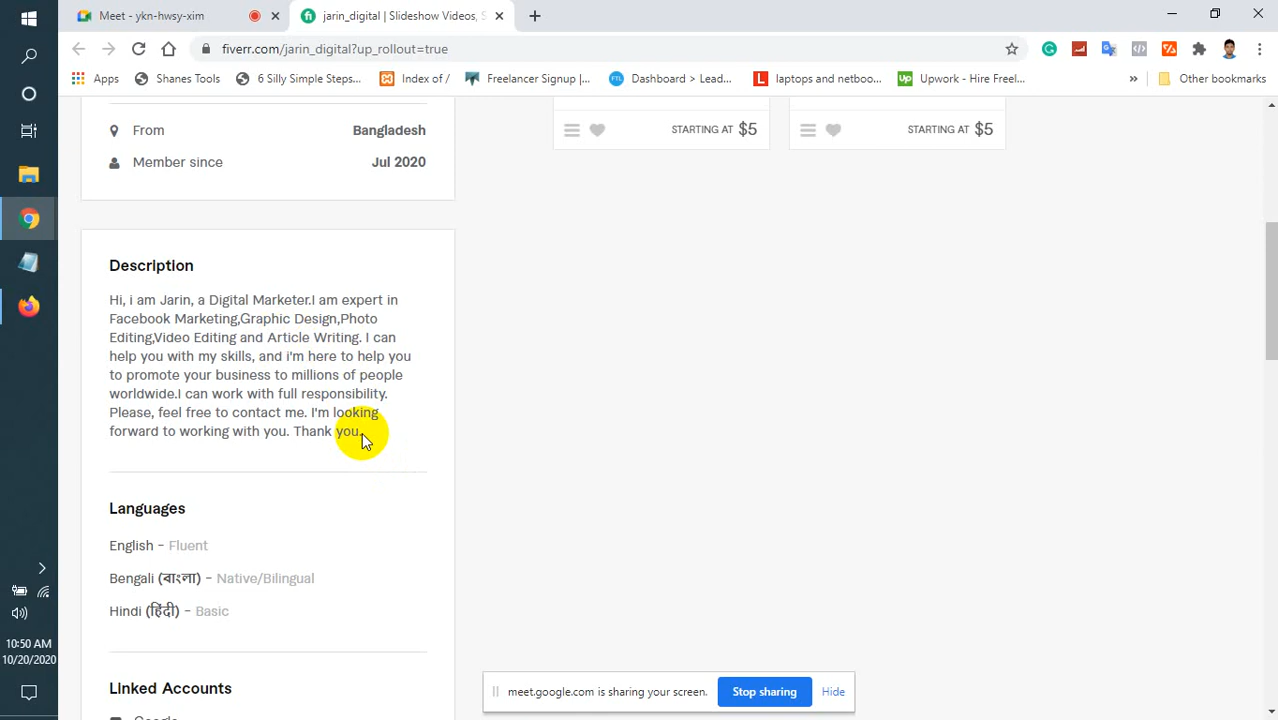 Meet - ykn-hwsy-xim
jarin_digital | Slideshow Videos, S
fiverr.com/jarin_digital?up_rollout=true
Apps
Shanes Tools
6 Silly Simple Steps...
Index of /
Freelancer Signup |...
Dashboard > Lead...
laptops and netboo...
Upwork - Hire Freel...
»
Other bookmarks
From Bangladesh
Member since Jul 2020
STARTING AT $5
STARTING AT $5
Description
Hi, i am Jarin, a Digital Marketer.I am expert in
Facebook Marketing,Graphic Design,Photo
Editing,Video Editing and Article Writing. I can
help you with my skills, and i'm here to help you
to promote your business to millions of people
worldwide.I can work with full responsibility.
Please, feel free to contact me. I'm looking
forward to working with you. Thank you.
Languages
English - Fluent
Bengali (বাংলা) - Native/Bilingual
Hindi (हिंदी) - Basic
Linked Accounts
Google
meet.google.com is sharing your screen.
Stop sharing
Hide
10:50 AM
10/20/2020